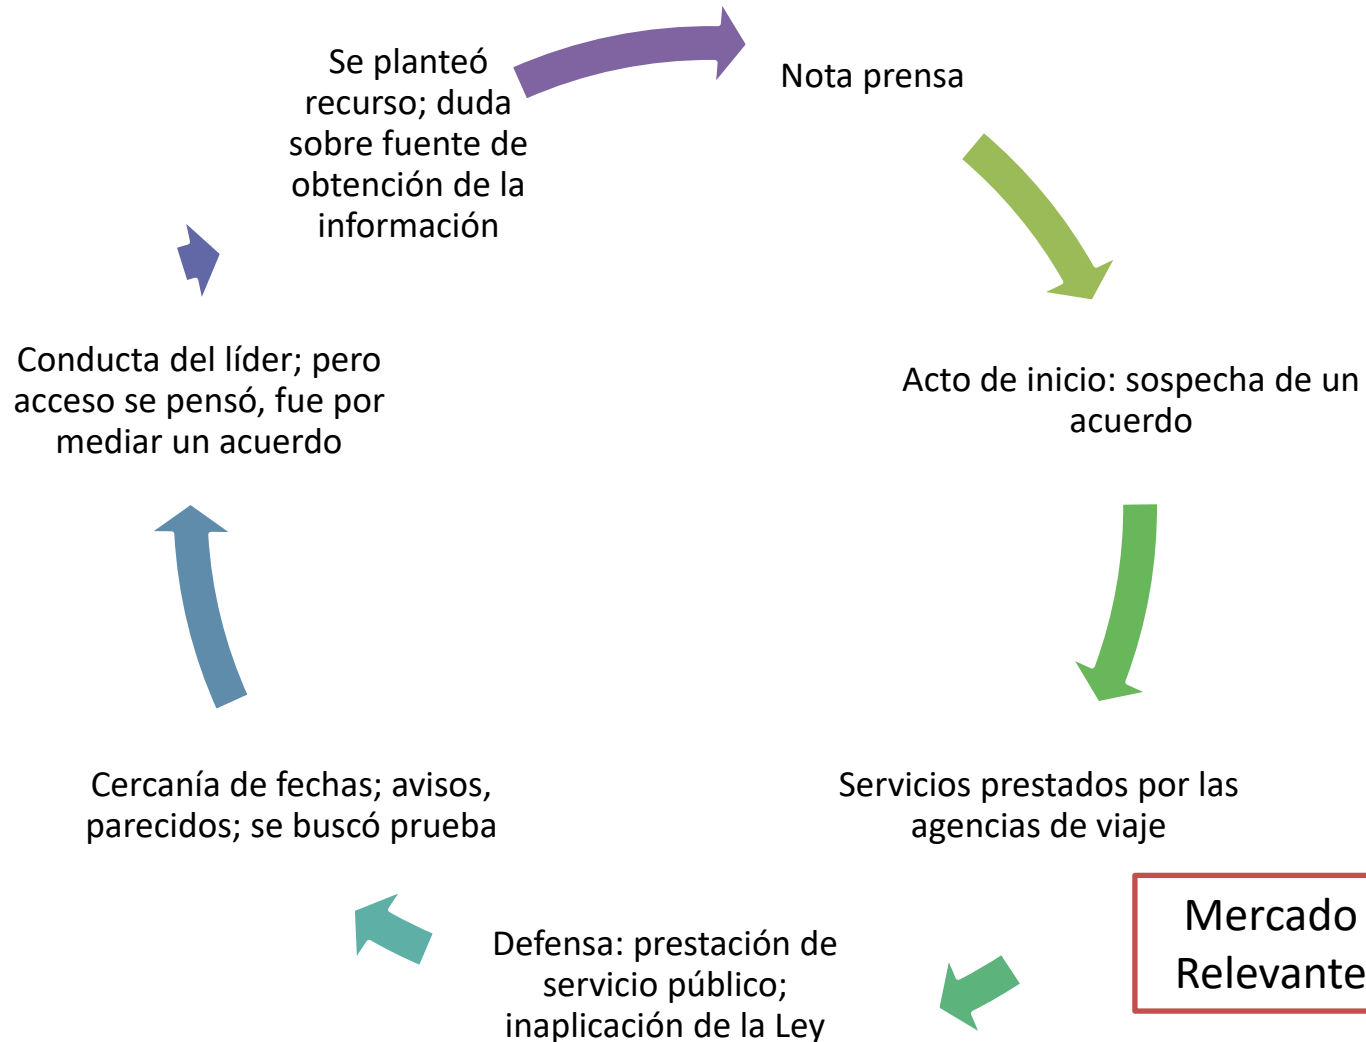 Se planteó
recurso; duda
sobre fuente de
obtención de la
información
Nota prensa
Acto de inicio: sospecha de un
acuerdo
Servicios prestados por las
agencias de viaje
Mercado
Relevante
Defensa: prestación de
servicio público;
inaplicación de la Ley
Cercanía de fechas; avisos,
parecidos; se buscó prueba
Conducta del líder; pero
acceso se pensó, fue por
mediar un acuerdo